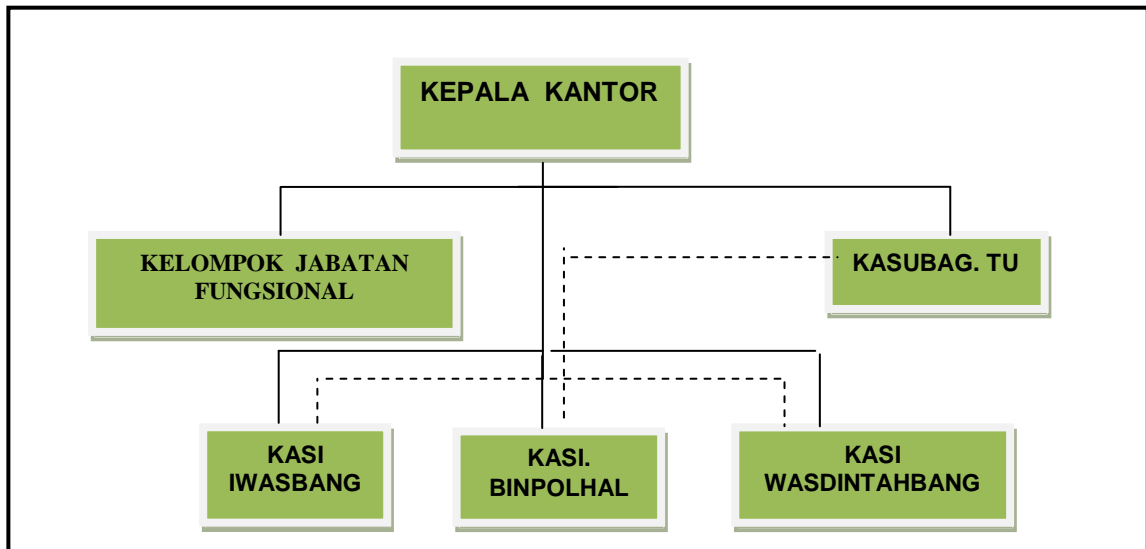 KEPALA KANTOR
KELOMPOK JABATAN
FUNGSIONAL
KASUBAG. TU
KASI
IWASBANG
KASI.
BINPOLHAL
KASI
WASDINTAHBANG